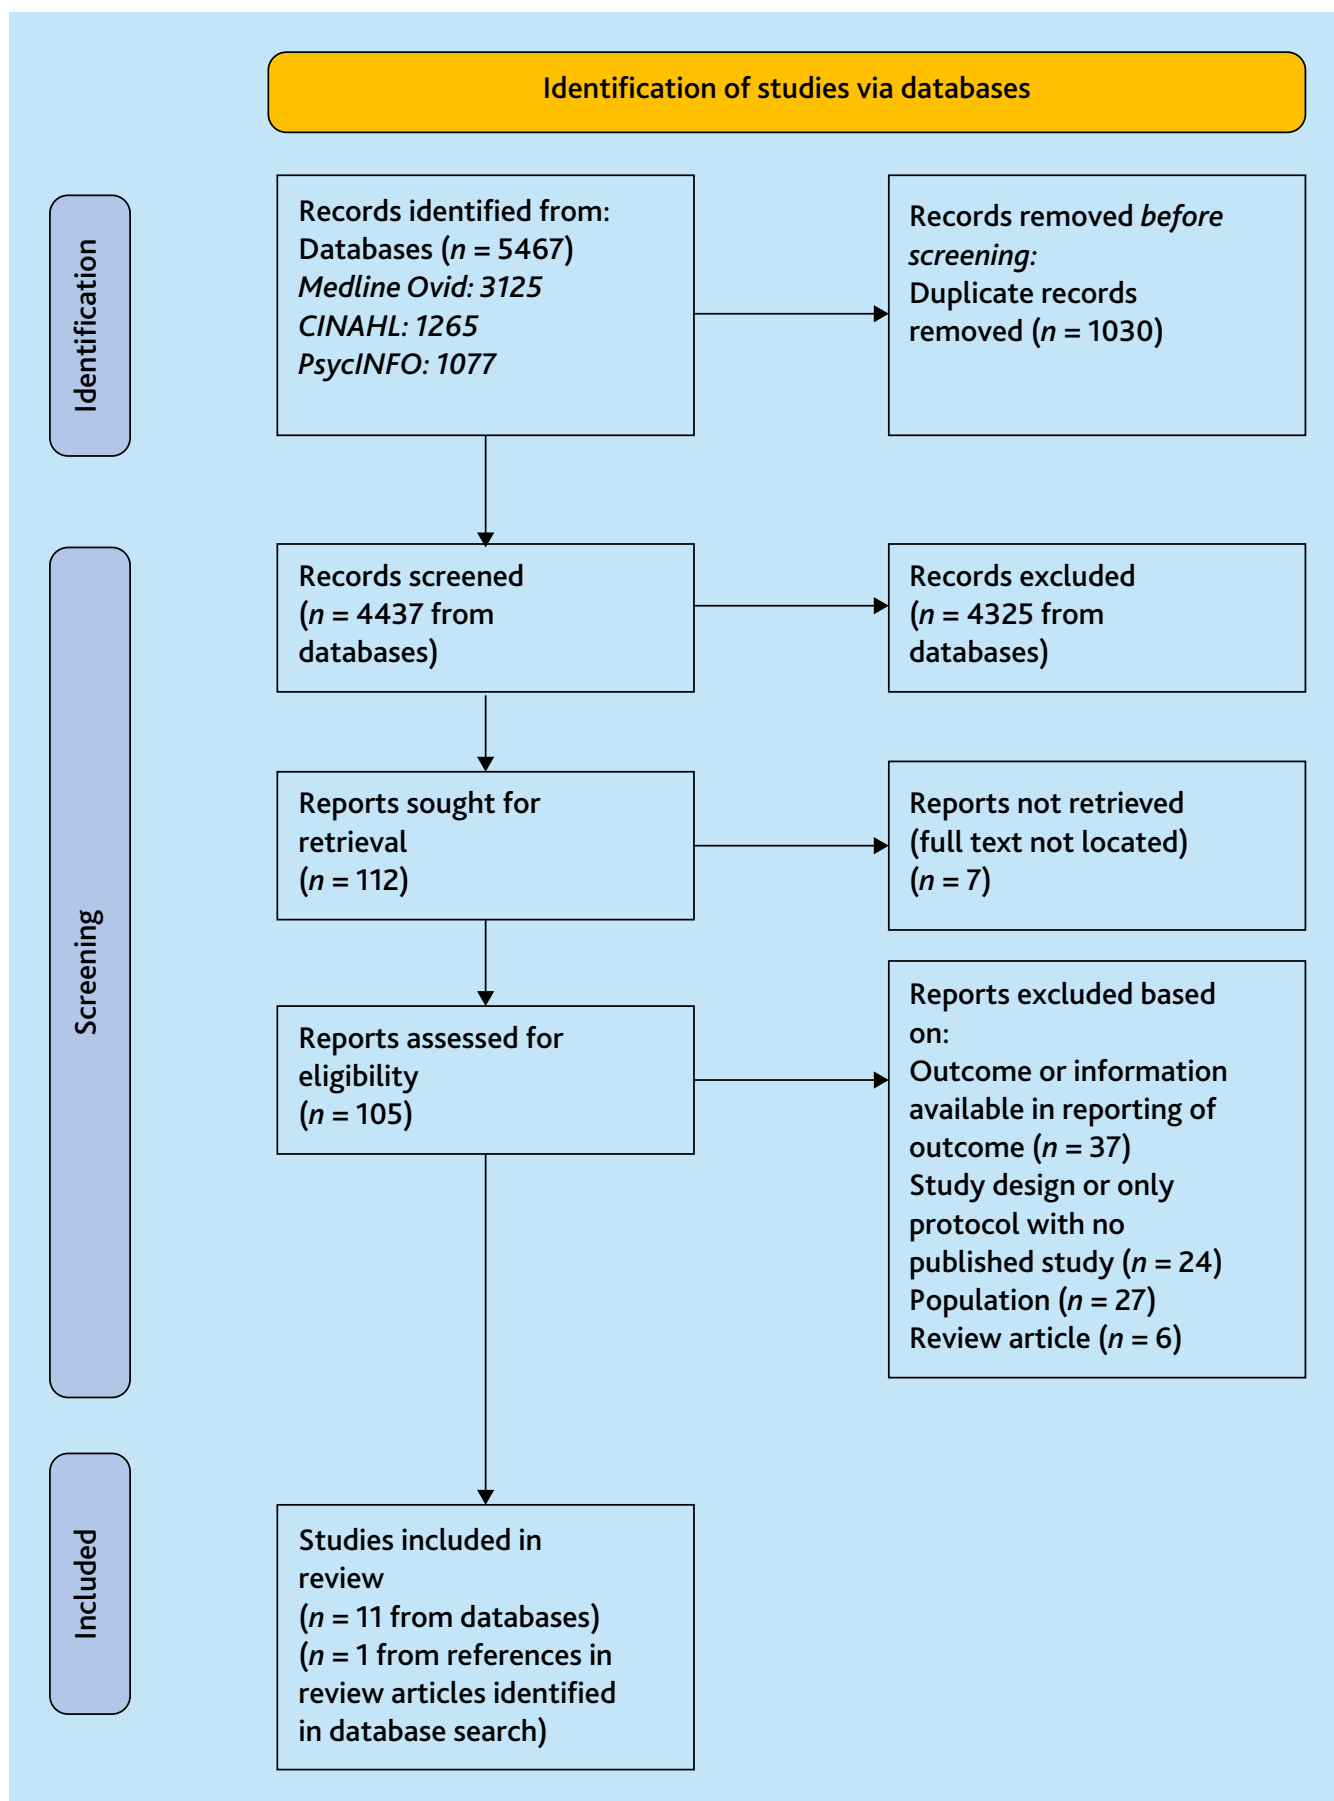 Identification of studies via databases
Identification
Records identified from:
Databases (n = 5467)
Medline Ovid: 3125
CINAHL: 1265
PsycINFO: 1077
Records removed before
screening:
Duplicate records
removed (n = 1030)
Screening
Records screened
(n = 4437 from
databases)
Records excluded
(n = 4325 from
databases)
Reports sought for
retrieval
(n = 112)
Reports not retrieved
(full text not located)
(n = 7)
Reports assessed for
eligibility
(n = 105)
Reports excluded based
on:
Outcome or information
available in reporting of
outcome (n = 37)
Study design or only
protocol with no
published study (n = 24)
Population (n = 27)
Review article (n = 6)
Included
Studies included in
review
(n = 11 from databases)
(n = 1 from references in
review articles identified
in database search)